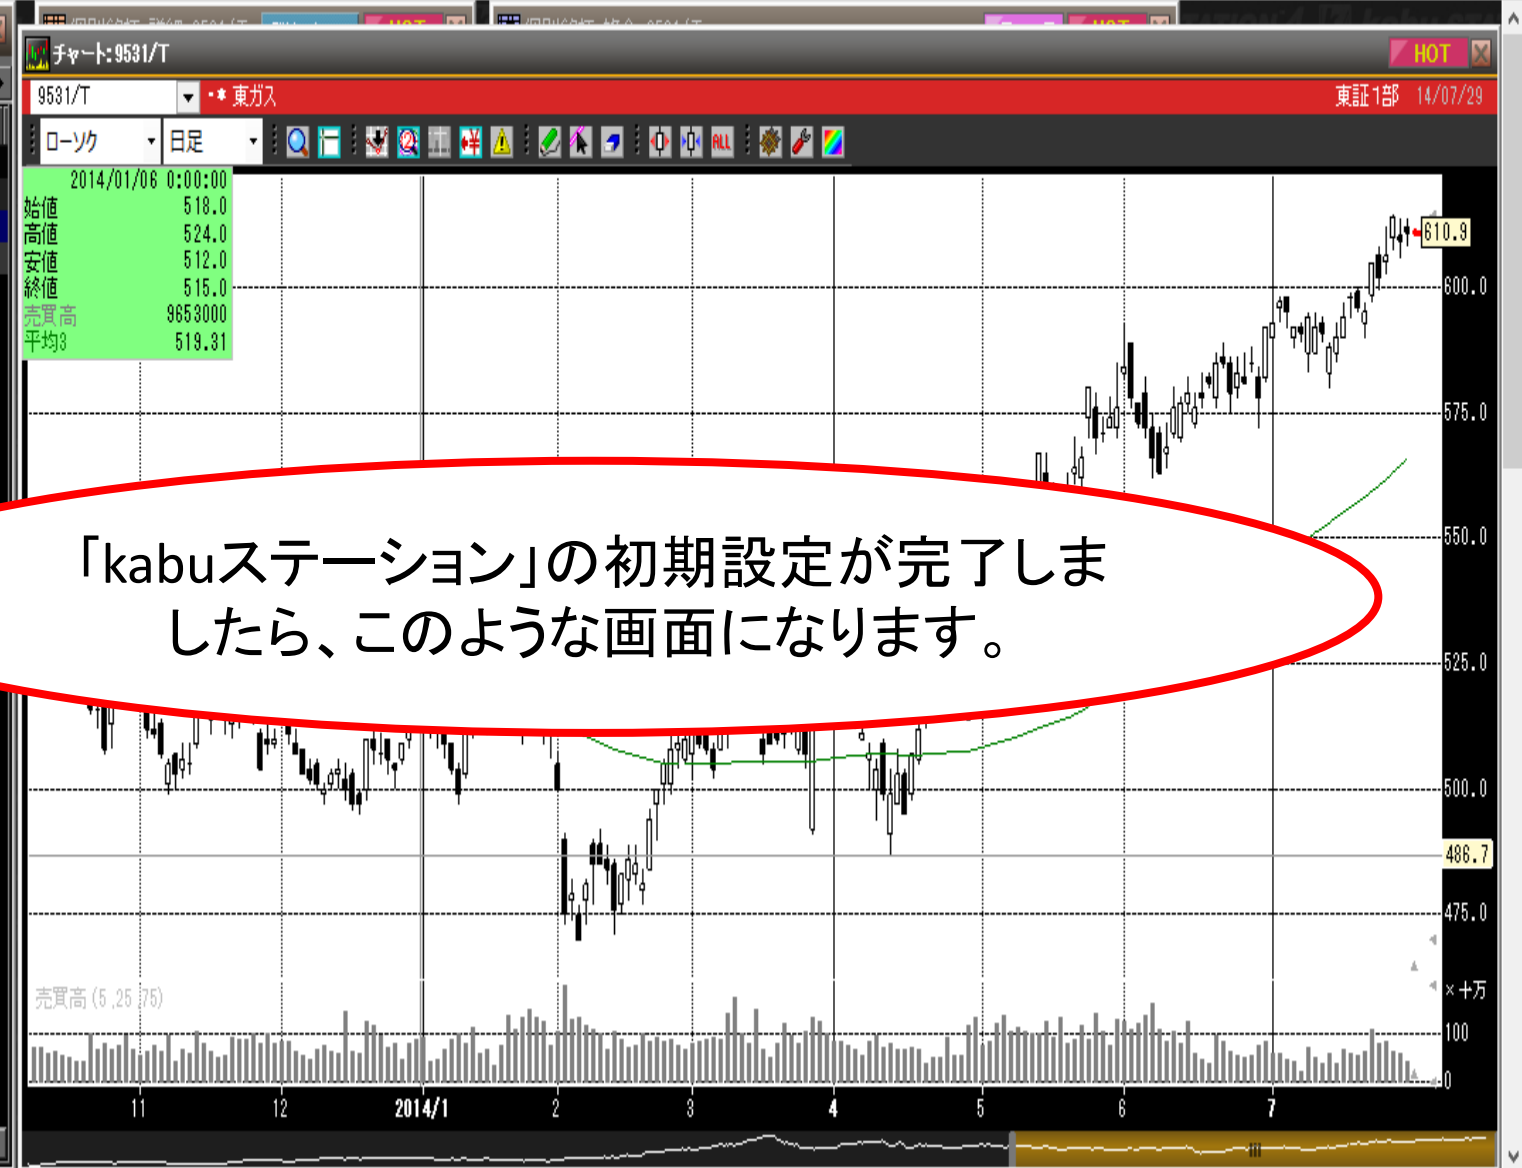 チャート:9531/T
HOT
9531/T
東ガス
東証1部 14/07/29
ローソク
日足
ALL
2014/01/06 0:00:00
始値 518.0
高値 524.0
安値 512.0
終値 515.0
売買高 9653000
平均3 519.31
610.9
600.0
575.0
550.0
525.0
500.0
486.7
475.0
「kabuステーション」の初期設定が完了しま
したら、このような画面になります。
売買高 (5 ,25 ,75)
×十万
100
0
11 12 2014/1 2 3 4 5 6 7